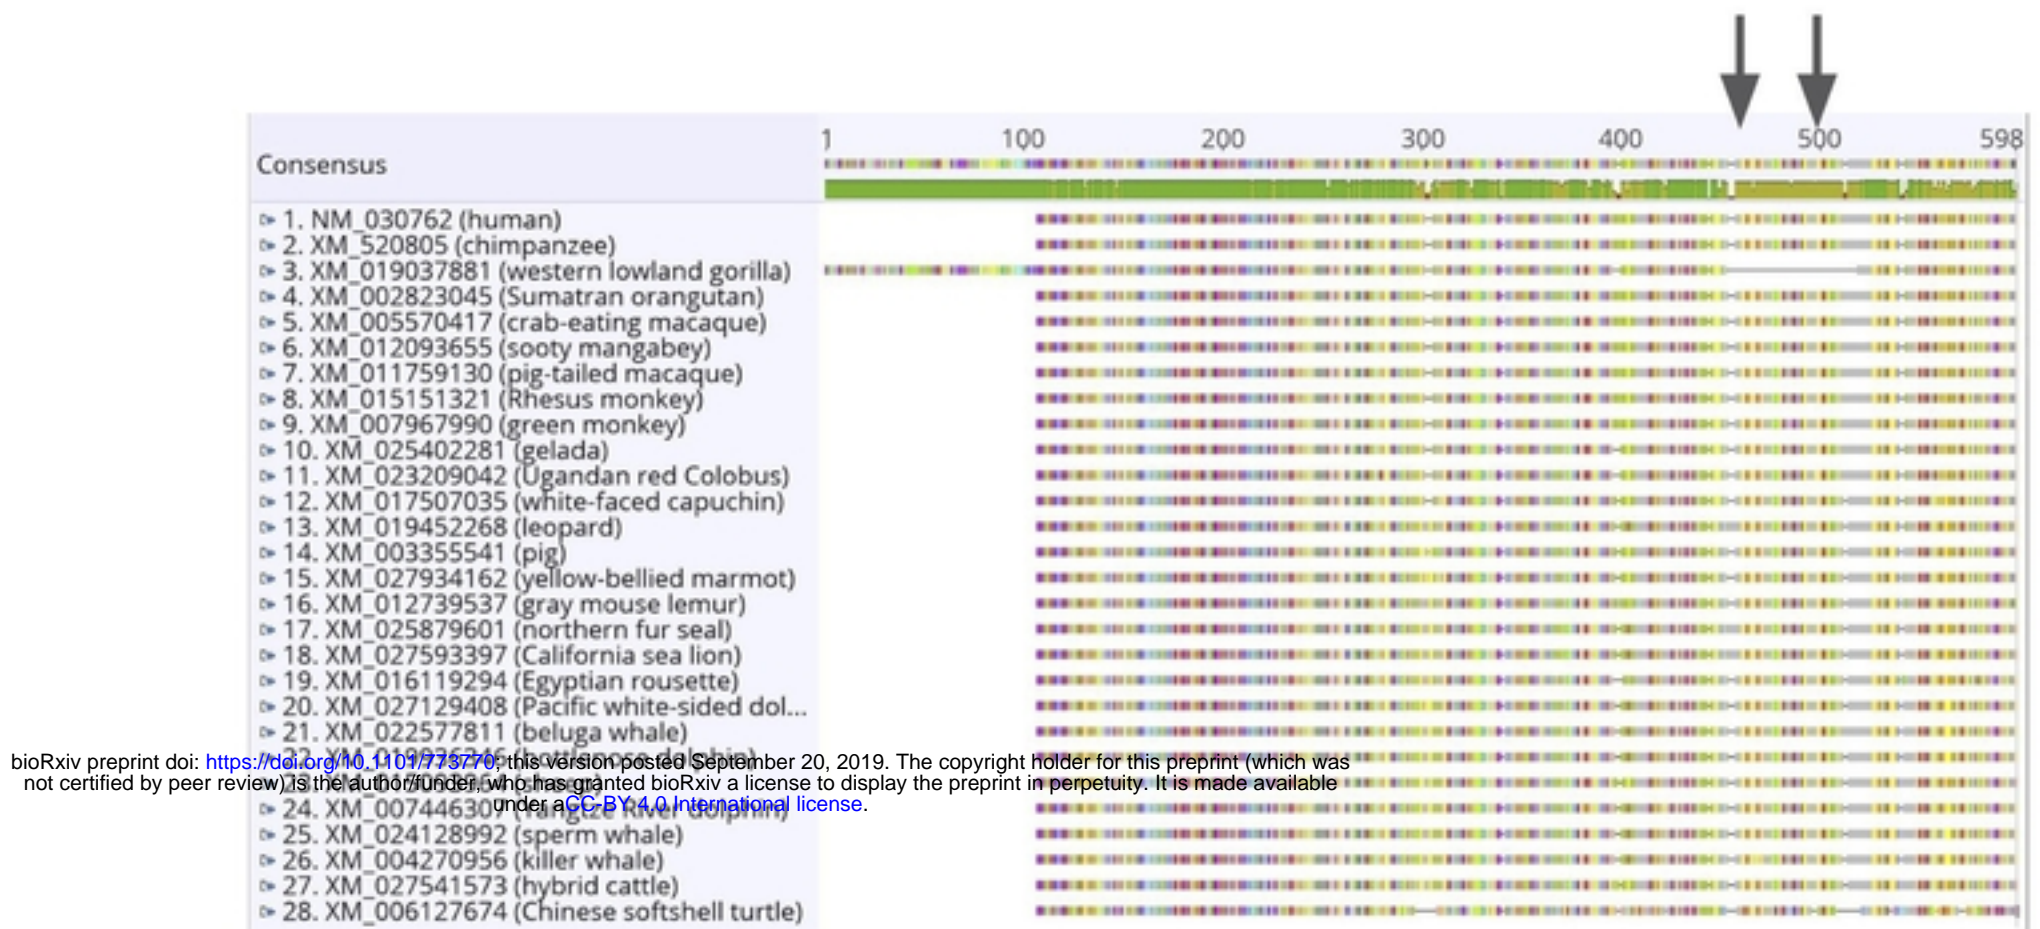 1 100 200 300 400 500 598
Consensus
1. NM_030762 (human)
2. XM_520805 (chimpanzee)
3. XM_019037881 (western lowland gorilla)
4. XM_002823045 (Sumatran orangutan)
5. XM_005570417 (crab-eating macaque)
6. XM_012093655 (sooty mangabey)
7. XM_011759130 (pig-tailed macaque)
8. XM_015151321 (Rhesus monkey)
9. XM_007967990 (green monkey)
10. XM_025402281 (gelada)
11. XM_023209042 (Ugandan red Colobus)
12. XM_017507035 (white-faced capuchin)
13. XM_019452268 (leopard)
14. XM_003355541 (pig)
15. XM_027934162 (yellow-bellied marmot)
16. XM_012739537 (gray mouse lemur)
17. XM_025879601 (northern fur seal)
18. XM_027593397 (California sea lion)
19. XM_016119294 (Egyptian rousette)
20. XM_027129408 (Pacific white-sided dol...
21. XM_022577811 (beluga whale)
22. (bottlenose dolphin)
bioRxiv preprint doi: https://doi.org/10.1101/773770; this version posted September 20, 2019. The copyright holder for this preprint (which was
not certified by peer review) is the author/funder, who has granted bioRxiv a license to display the preprint in perpetuity. It is made available
under aCC-BY 4.0 International license.
24. XM_007446307 (Yangtze River dolphin)
25. XM_024128992 (sperm whale)
26. XM_004270956 (killer whale)
27. XM_027541573 (hybrid cattle)
28. XM_006127674 (Chinese softshell turtle)